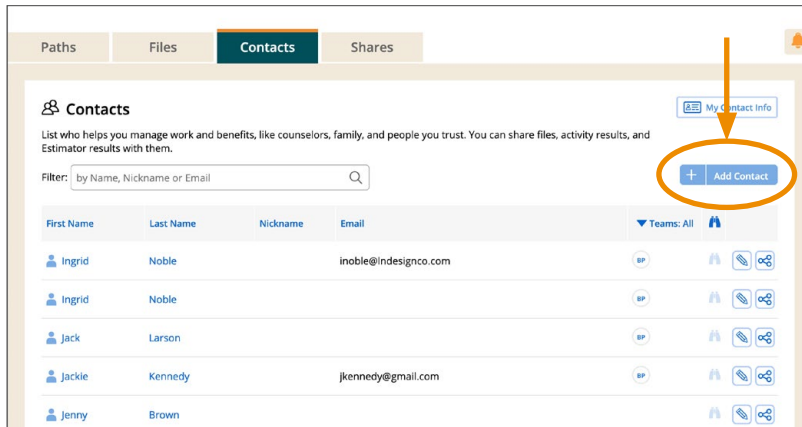 Paths Files Contacts Shares
Contacts
My Contact Info
List who helps you manage work and benefits, like counselors, family, and people you trust. You can share files, activity results, and
Estimator results with them.
Filter: by Name, Nickname or Email
+ Add Contact
First Name Last Name Nickname Email Teams: All
Ingrid Noble inoble@Indesignco.com BP
Ingrid Noble BP
Jack Larson BP
Jackie Kennedy jkennedy@gmail.com BP
Jenny Brown